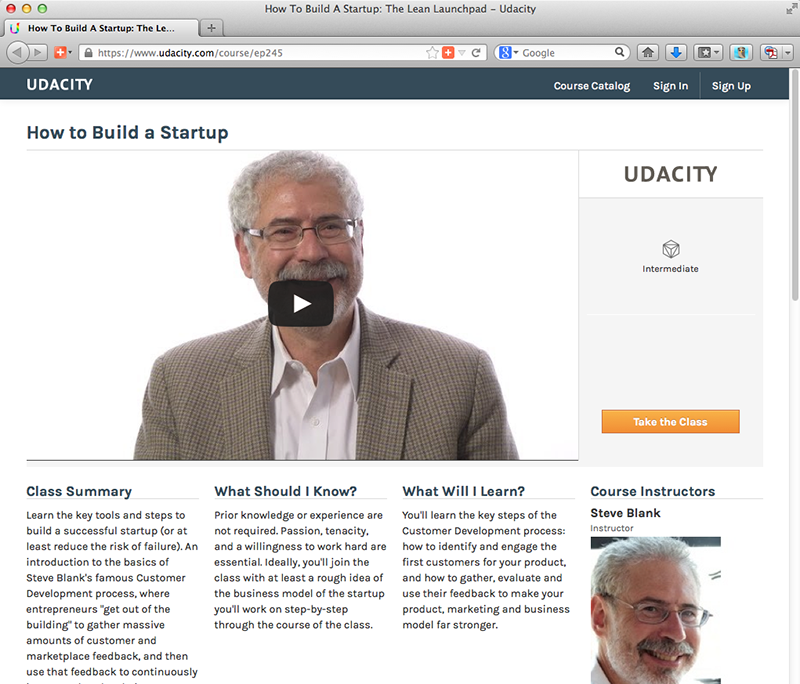 How To Build A Startup: The Lean Launchpad – Udacity
How To Build A Startup: The Le...
https://www.udacity.com/course/ep245
Google
UDACITY
Course Catalog
Sign In
Sign Up
How to Build a Startup
UDACITY
Intermediate
Take the Class
Class Summary
Learn the key tools and steps to
build a successful startup (or at
least reduce the risk of failure). An
introduction to the basics of
Steve Blank's famous Customer
Development process, where
entrepreneurs "get out of the
building" to gather massive
amounts of customer and
marketplace feedback, and then
use that feedback to continuously
What Should I Know?
Prior knowledge or experience are
not required. Passion, tenacity,
and a willingness to work hard are
essential. Ideally, you'll join the
class with at least a rough idea of
the business model of the startup
you'll work on step-by-step
through the course of the class.
What Will I Learn?
You'll learn the key steps of the
Customer Development process:
how to identify and engage the
first customers for your product,
and how to gather, evaluate and
use their feedback to make your
product, marketing and business
model far stronger.
Course Instructors
Steve Blank
Instructor